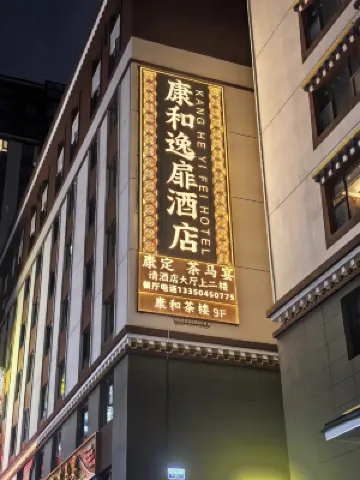 康和逸扉酒店
KANG HE YI FEI HOTEL
康定 茶马宴
清酒店大厅上二楼
餐厅电话13350450775
康和茶楼 9F